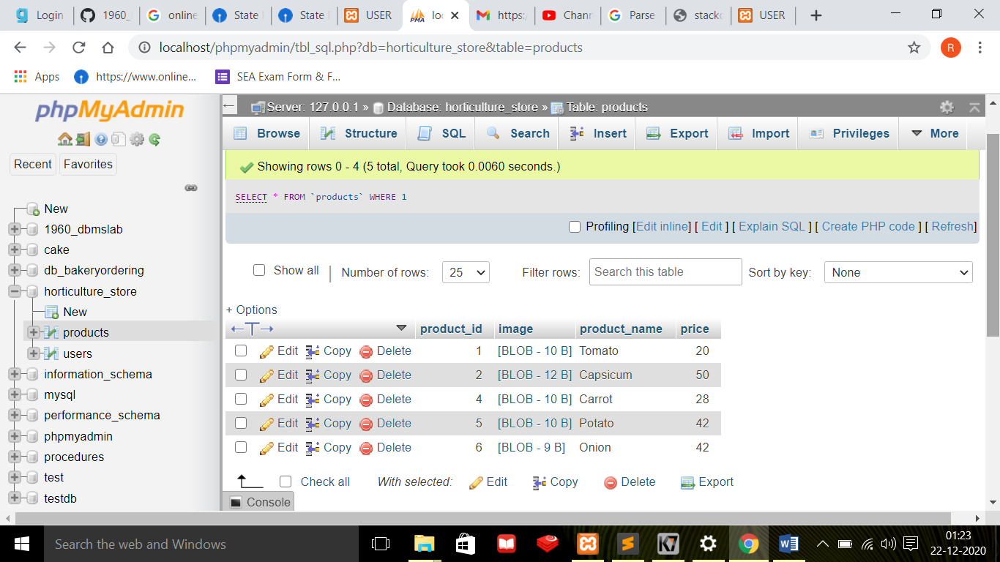 Login
1960_
online
State
State
USER
loc
https:/
Chann
Parse
stackc
USER
localhost/phpmyadmin/tbl_sql.php?db=horticulture_store&table=products
R
Apps
https://www.online...
SEA Exam Form & F...
phpMyAdmin
Recent
Favorites
New
1960_dbmslab
cake
db_bakeryordering
horticulture_store
New
products
users
information_schema
mysql
performance_schema
phpmyadmin
procedures
test
testdb
Server: 127.0.0.1 » Database: horticulture_store » Table: products
Browse Structure SQL Search Insert Export Import Privileges More
Showing rows 0 - 4 (5 total, Query took 0.0060 seconds.)
SELECT * FROM `products` WHERE 1
Profiling [Edit inline] [ Edit ] [ Explain SQL ] [ Create PHP code ] [ Refresh]
Show all | Number of rows: 25 Filter rows: Search this table Sort by key: None
+ Options
←T→ product_id image product_name price
Edit Copy Delete 1 [BLOB - 10 B] Tomato 20
Edit Copy Delete 2 [BLOB - 12 B] Capsicum 50
Edit Copy Delete 4 [BLOB - 10 B] Carrot 28
Edit Copy Delete 5 [BLOB - 10 B] Potato 42
Edit Copy Delete 6 [BLOB - 9 B] Onion 42
Check all With selected: Edit Copy Delete Export
Console
Search the web and Windows
01:23
22-12-2020